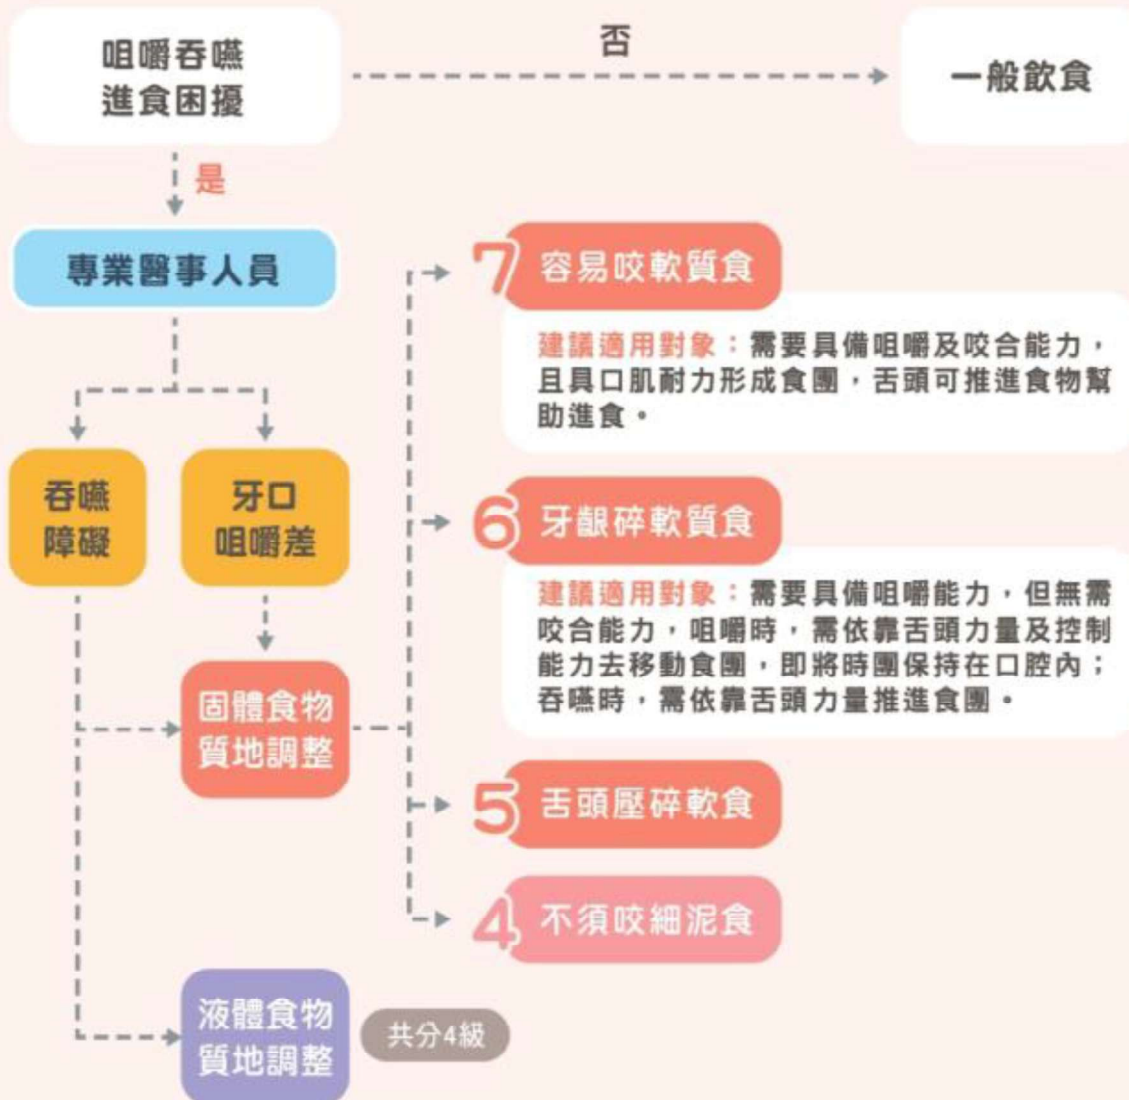 咀嚼吞嚥
進食困擾
否
一般飲食
是
專業醫事人員
吞嚥
障礙
牙口
咀嚼差
固體食物
質地調整
液體食物
質地調整
共分4級
7 容易咬軟質食
建議適用對象：需要具備咀嚼及咬合能力，
且具口肌耐力形成食團，舌頭可推進食物幫
助進食。
6 牙齦碎軟質食
建議適用對象：需要具備咀嚼能力，但無需
咬合能力，咀嚼時，需依靠舌頭力量及控制
能力去移動食團，即將時團保持在口腔內；
吞嚥時，需依靠舌頭力量推進食團。
5 舌頭壓碎軟食
4 不須咬細泥食